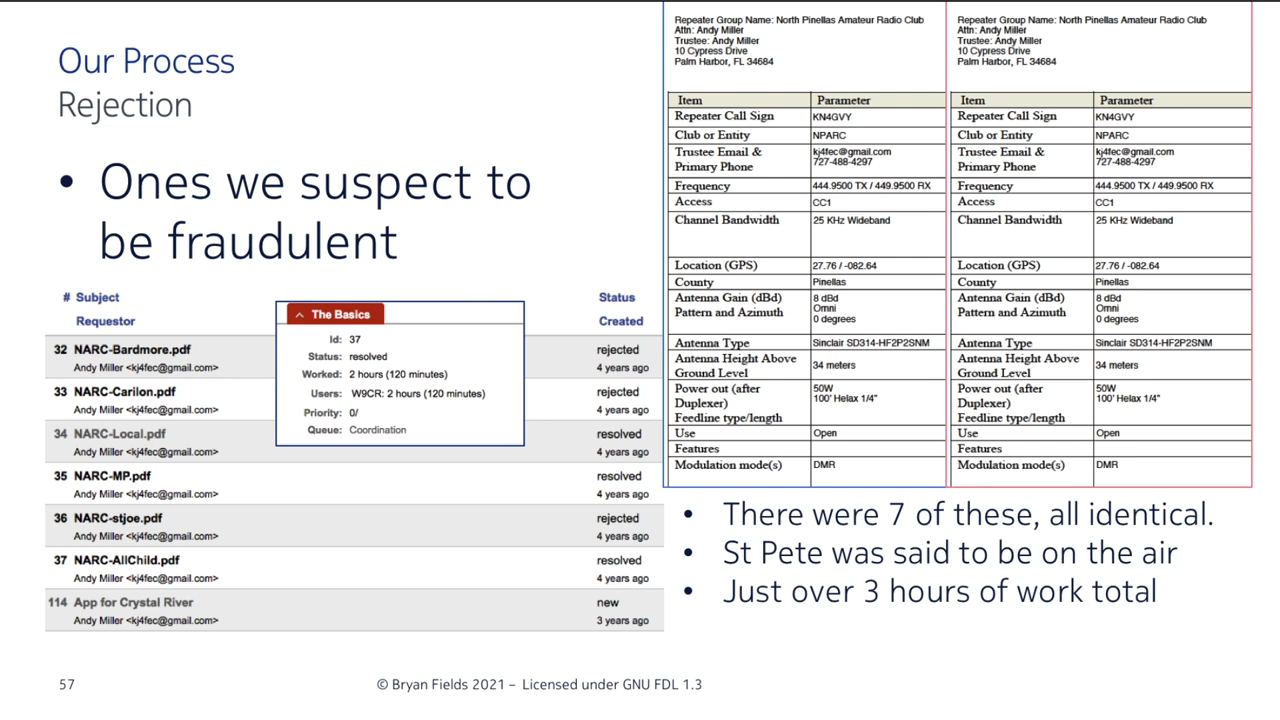 Our Process
Rejection
• Ones we suspect to
be fraudulent
# Subject Status
Requestor Created
32 NARC-Bardmore.pdf rejected
Andy Miller <kj4fec@gmail.com> 4 years ago
33 NARC-Carilon.pdf rejected
Andy Miller <kj4fec@gmail.com> 4 years ago
34 NARC-Local.pdf resolved
Andy Miller <kj4fec@gmail.com> 4 years ago
35 NARC-MP.pdf resolved
Andy Miller <kj4fec@gmail.com> 4 years ago
36 NARC-stjoe.pdf rejected
Andy Miller <kj4fec@gmail.com> 4 years ago
37 NARC-AllChild.pdf resolved
Andy Miller <kj4fec@gmail.com> 4 years ago
114 App for Crystal River new
Andy Miller <kj4fec@gmail.com> 3 years ago
The Basics
Id: 37
Status: resolved
Worked: 2 hours (120 minutes)
Users: W9CR: 2 hours (120 minutes)
Priority: 0/
Queue: Coordination
Repeater Group Name: North Pinellas Amateur Radio Club
Attn: Andy Miller
Trustee: Andy Miller
10 Cypress Drive
Palm Harbor, FL 34684
Item Parameter
Repeater Call Sign KN4GVY
Club or Entity NPARC
Trustee Email & kj4fec@gmail.com
Primary Phone 727-488-4297
Frequency 444.9500 TX / 449.9500 RX
Access CC1
Channel Bandwidth 25 KHz Wideband
Location (GPS) 27.76 / -082.64
County Pinellas
Antenna Gain (dBd) 8 dBd
Pattern and Azimuth Omni
0 degrees
Antenna Type Sinclair SD314-HF2P2SNM
Antenna Height Above
Ground Level 34 meters
Power out (after 50W
Duplexer) 100' Helax 1/4"
Feedline type/length
Use Open
Features
Modulation mode(s) DMR
Repeater Group Name: North Pinellas Amateur Radio Club
Attn: Andy Miller
Trustee: Andy Miller
10 Cypress Drive
Palm Harbor, FL 34684
Item Parameter
Repeater Call Sign KN4GVY
Club or Entity NPARC
Trustee Email & kj4fec@gmail.com
Primary Phone 727-488-4297
Frequency 444.9500 TX / 449.9500 RX
Access CC1
Channel Bandwidth 25 KHz Wideband
Location (GPS) 27.76 / -082.64
County Pinellas
Antenna Gain (dBd) 8 dBd
Pattern and Azimuth Omni
0 degrees
Antenna Type Sinclair SD314-HF2P2SNM
Antenna Height Above
Ground Level 34 meters
Power out (after 50W
Duplexer) 100' Helax 1/4"
Feedline type/length
Use Open
Features
Modulation mode(s) DMR
• There were 7 of these, all identical.
• St Pete was said to be on the air
• Just over 3 hours of work total
57
© Bryan Fields 2021 – Licensed under GNU FDL 1.3